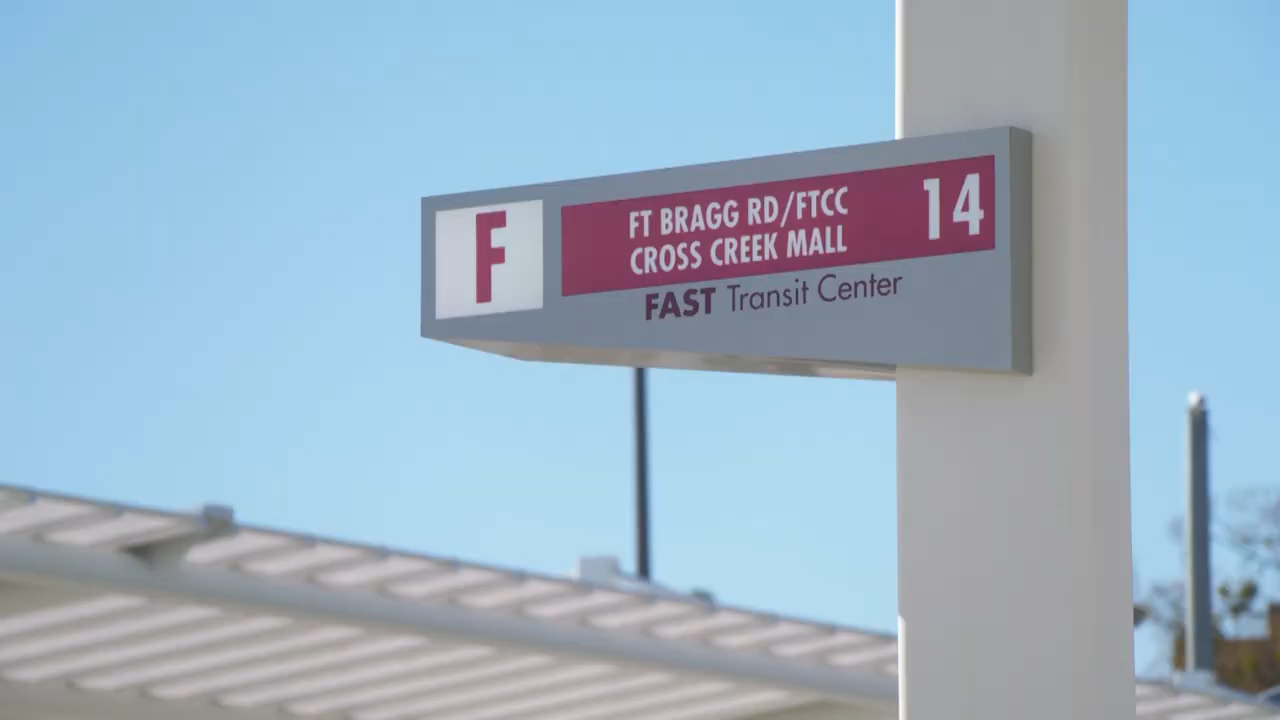 F
FT BRAGG RD/FTCC
CROSS CREEK MALL
14
FAST Transit Center